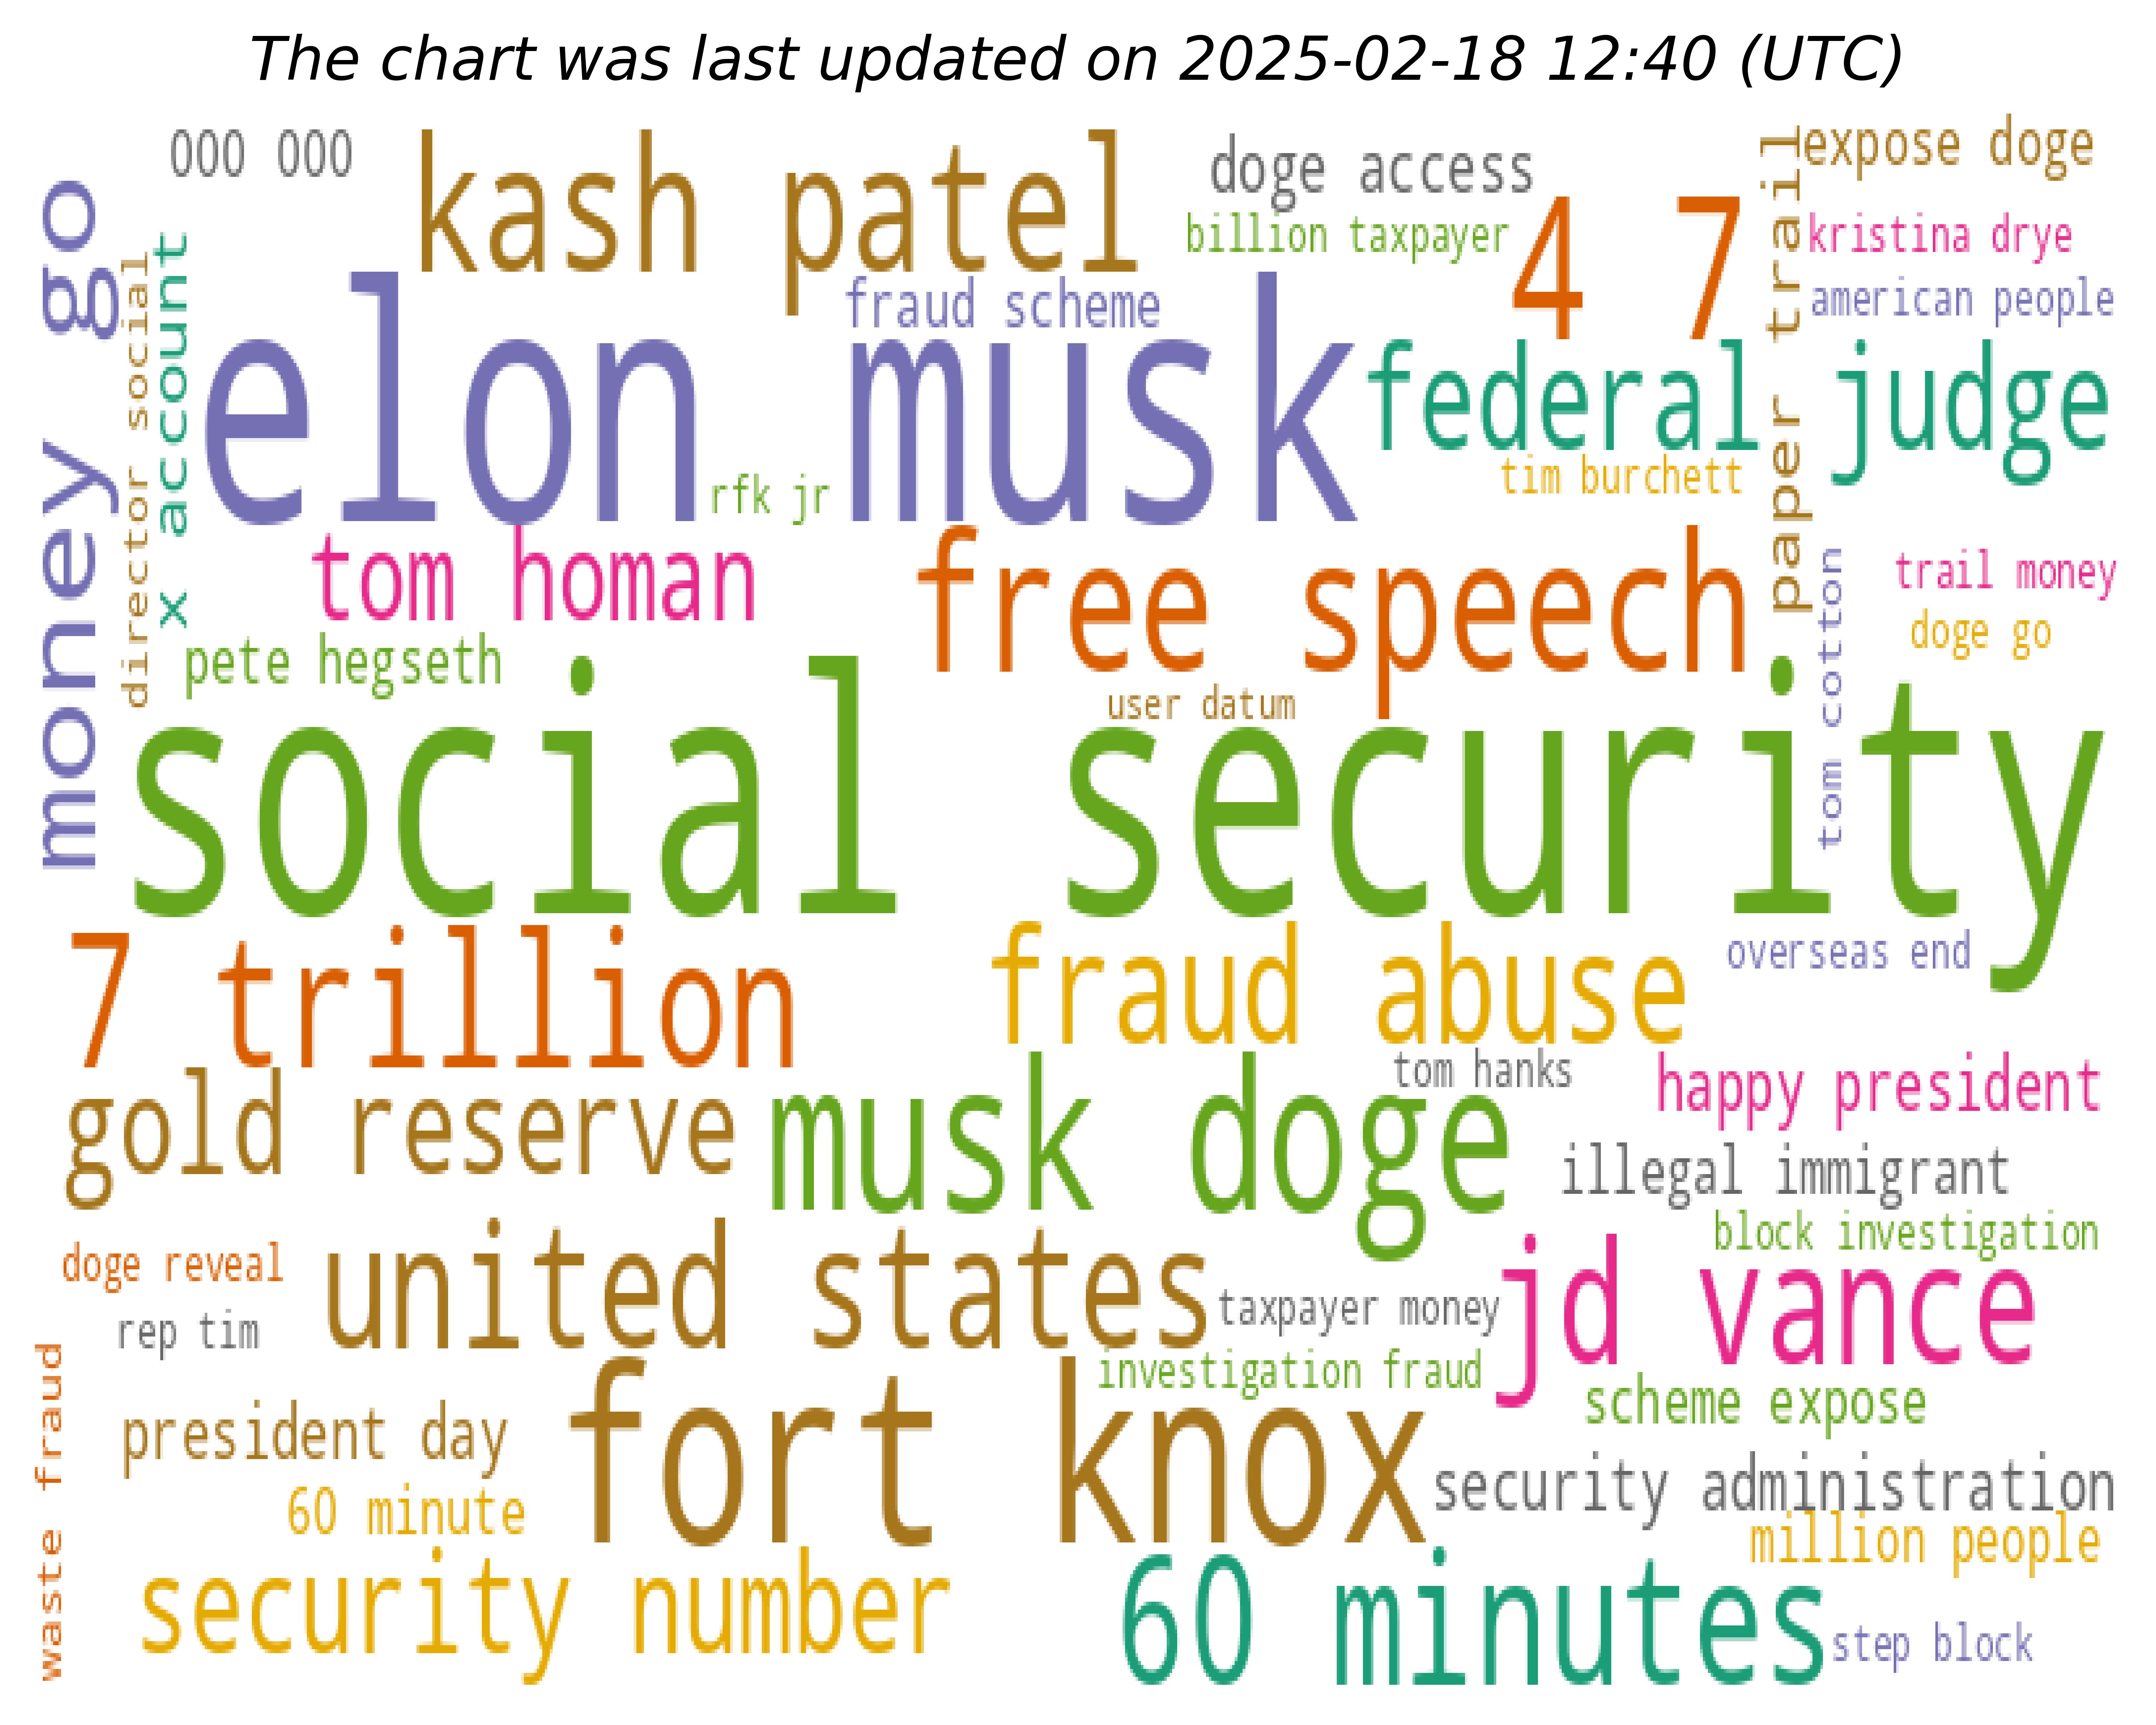 The chart was last updated on 2025-02-18 12:40 (UTC)
000 000
kash patel
doge access
expose doge
billion taxpayer
4 7
paper trail
kristina drye
money go
director social
x account
elon musk
fraud scheme
american people
federal judge
rfk jr
tim burchett
tom homan
free speech
tom cotton
trail money
doge go
pete hegseth
user datum
social security
7 trillion
fraud abuse
overseas end
gold reserve
musk doge
tom hanks
happy president
illegal immigrant
block investigation
doge reveal
united states
taxpayer money
jd vance
rep tim
waste fraud
investigation fraud
scheme expose
president day
fort knox
security administration
60 minute
million people
security number
60 minutes
step block